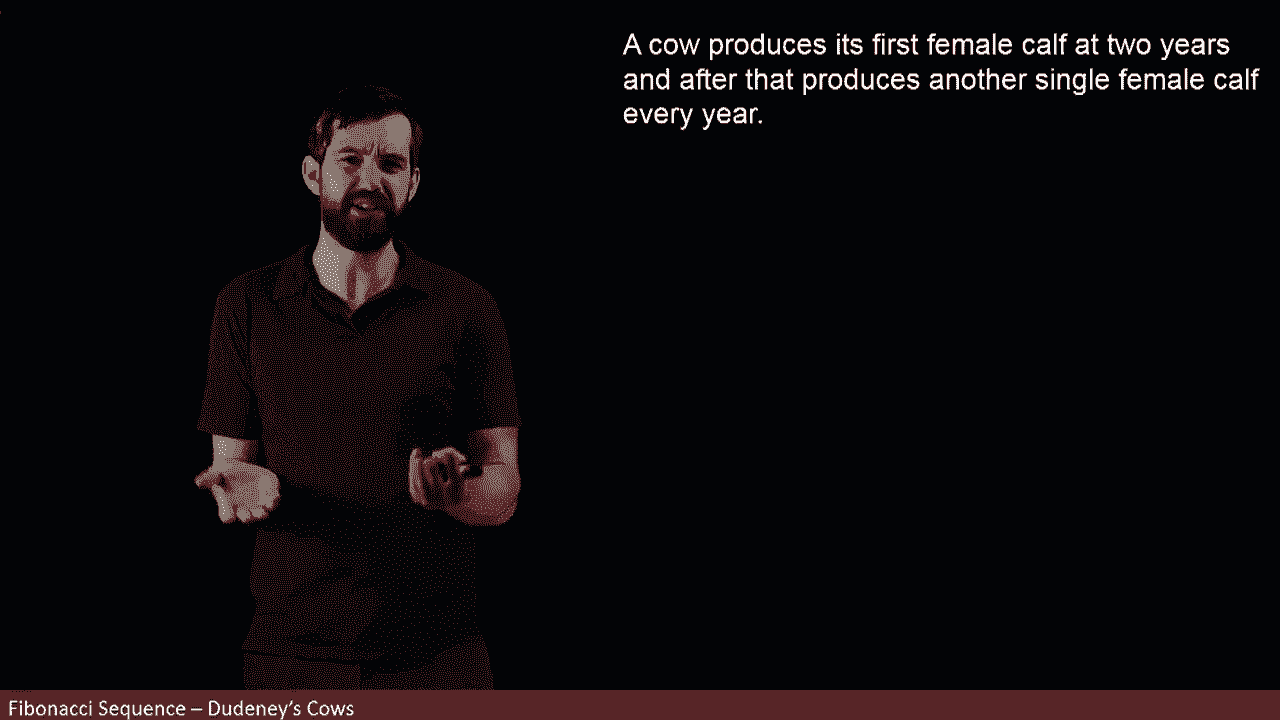 A cow produces its first female calf at two years
and after that produces another single female calf
every year.
Fibonacci Sequence – Dudeney's Cows